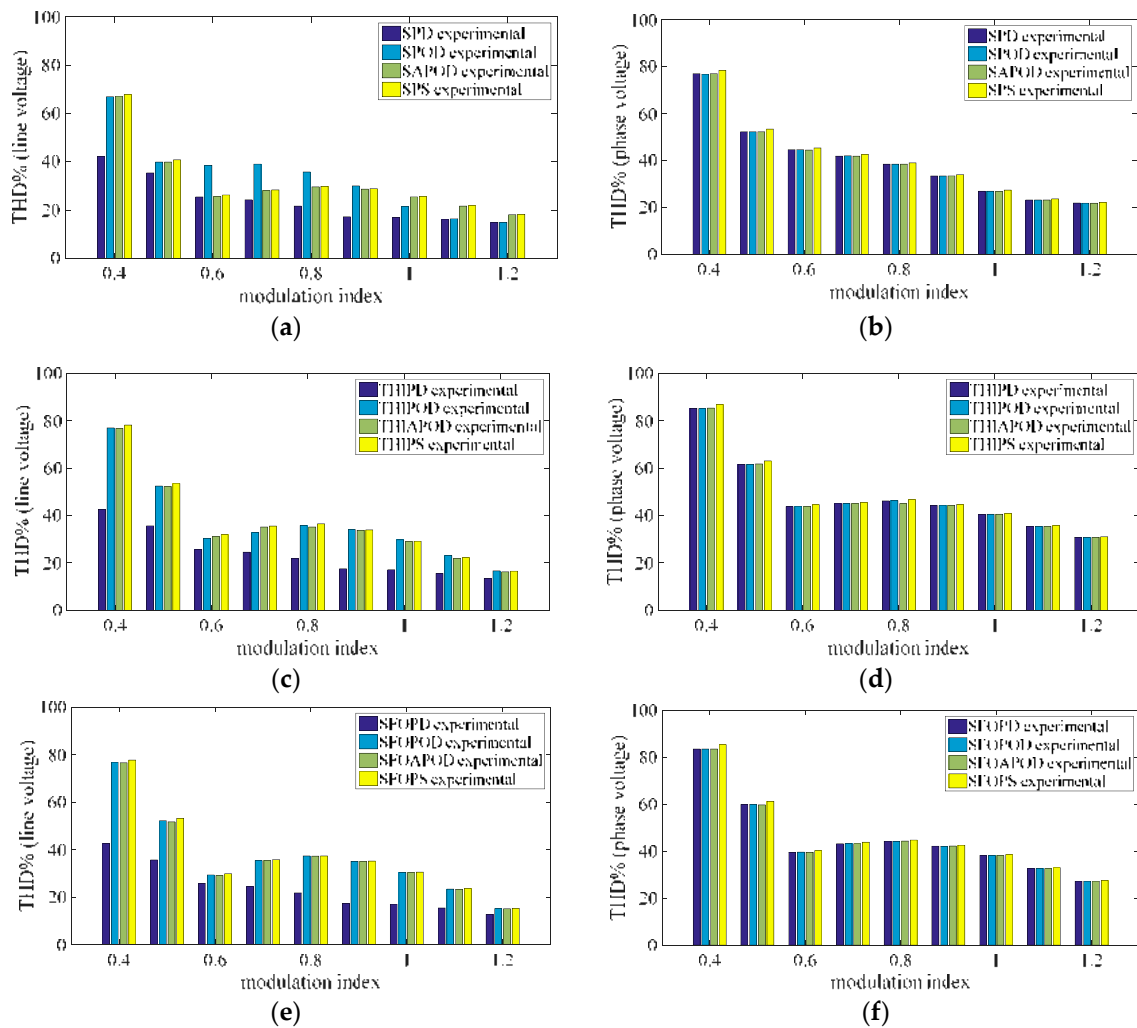 100
80
60
40
20
0
THD% (line voltage)
SPD experimental
SPOD experimental
SAPOD experimental
SPS experimental
0.4
0.6
0.8
1
1.2
modulation index
(a)
100
80
60
40
20
0
THD% (phase voltage)
SPD experimental
SPOD experimental
SAPOD experimental
SPS experimental
0.4
0.6
0.8
1
1.2
modulation index
(b)
100
80
60
40
20
0
THD% (line voltage)
THIPD experimental
THIPOD experimental
THIAPOD experimental
THIPS experimental
0.4
0.6
0.8
1
1.2
modulation index
(c)
100
80
60
40
20
0
THD% (phase voltage)
THIPD experimental
THIPOD experimental
THIAPOD experimental
THIPS experimental
0.4
0.6
0.8
1
1.2
modulation index
(d)
100
80
60
40
20
0
THD% (line voltage)
SFOPD experimental
SFOPOD experimental
SFOAPOD experimental
SFOPS experimental
0.4
0.6
0.8
1
1.2
modulation index
(e)
100
80
60
40
20
0
THD% (phase voltage)
SFOPD experimental
SFOPOD experimental
SFOAPOD experimental
SFOPS experimental
0.4
0.6
0.8
1
1.2
modulation index
(f)